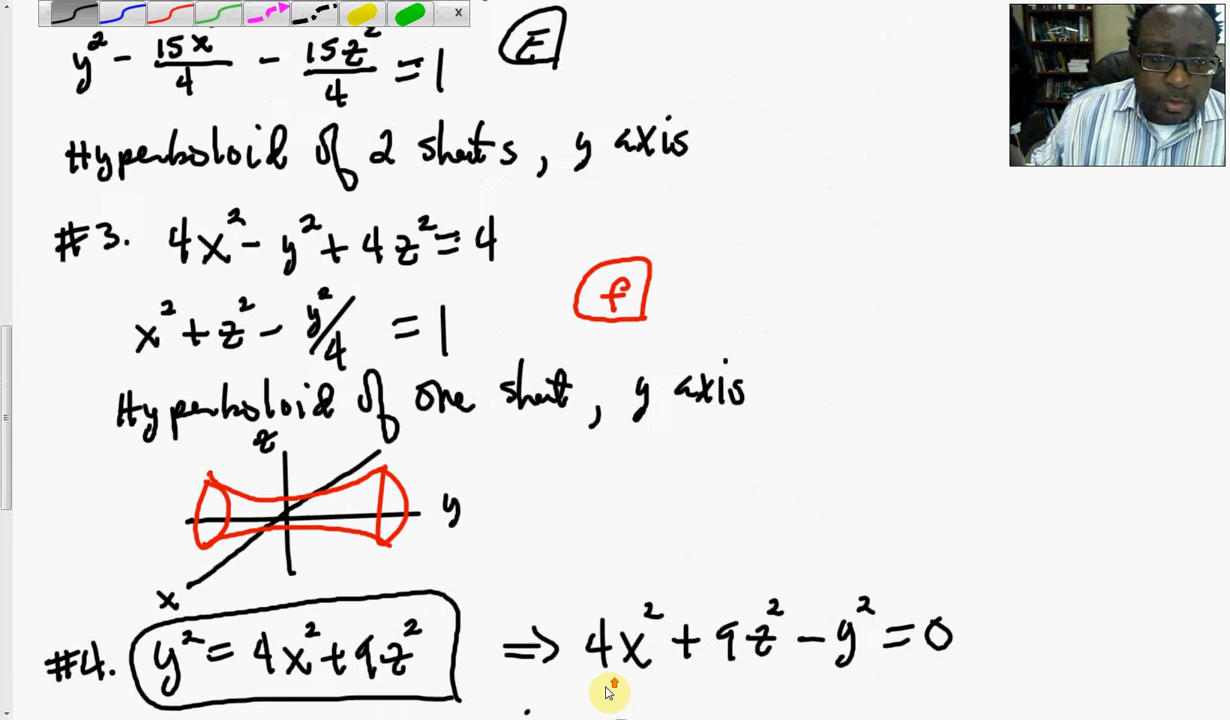 y² - 15x/4 - 15z²/4 = 1
E
Hyperboloid of 2 sheets, y axis
#3. 4x² - y² + 4z² = 4
x² + z² - y²/4 = 1
f
Hyperboloid of one sheet, y axis
z
y
x
#4. y² = 4x² + 9z² ⇒ 4x² + 9z² - y² = 0